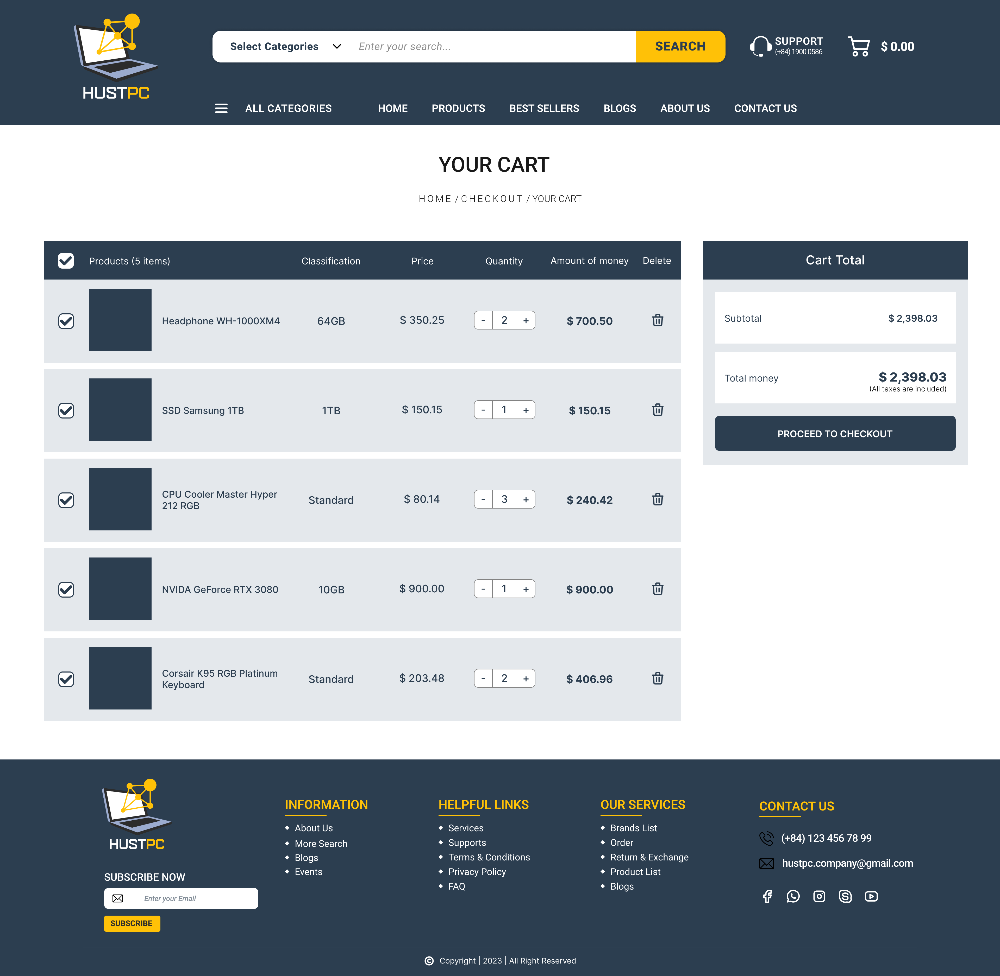 HUSTPC
Select Categories
Enter your search...
SEARCH
SUPPORT
(+84) 1900 0586
$ 0.00
ALL CATEGORIES
HOME
PRODUCTS
BEST SELLERS
BLOGS
ABOUT US
CONTACT US
YOUR CART
HOME / CHECKOUT / YOUR CART
Products (5 items)
Classification
Price
Quantity
Amount of money
Delete
Headphone WH-1000XM4
64GB
$ 350.25
- 2 +
$ 700.50
SSD Samsung 1TB
1TB
$ 150.15
- 1 +
$ 150.15
CPU Cooler Master Hyper
212 RGB
Standard
$ 80.14
- 3 +
$ 240.42
NVIDA GeForce RTX 3080
10GB
$ 900.00
- 1 +
$ 900.00
Corsair K95 RGB Platinum
Keyboard
Standard
$ 203.48
- 2 +
$ 406.96
Cart Total
Subtotal
$ 2,398.03
Total money
$ 2,398.03
(All taxes are included)
PROCEED TO CHECKOUT
HUSTPC
SUBSCRIBE NOW
Enter your Email
SUBSCRIBE
INFORMATION
About Us
More Search
Blogs
Events
HELPFUL LINKS
Services
Supports
Terms & Conditions
Privacy Policy
FAQ
OUR SERVICES
Brands List
Order
Return & Exchange
Product List
Blogs
CONTACT US
(+84) 123 456 78 99
hustpc.company@gmail.com
© Copyright | 2023 | All Right Reserved